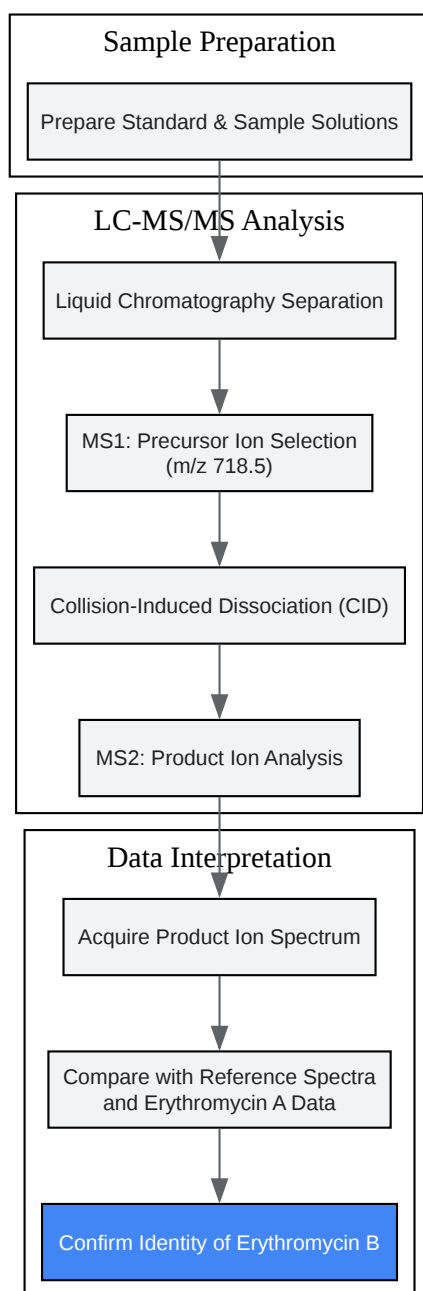 Sample Preparation
Prepare Standard & Sample Solutions
LC-MS/MS Analysis
Liquid Chromatography Separation
MS1: Precursor Ion Selection
(m/z 718.5)
Collision-Induced Dissociation (CID)
MS2: Product Ion Analysis
Data Interpretation
Acquire Product Ion Spectrum
Compare with Reference Spectra
and Erythromycin A Data
Confirm Identity of Erythromycin B